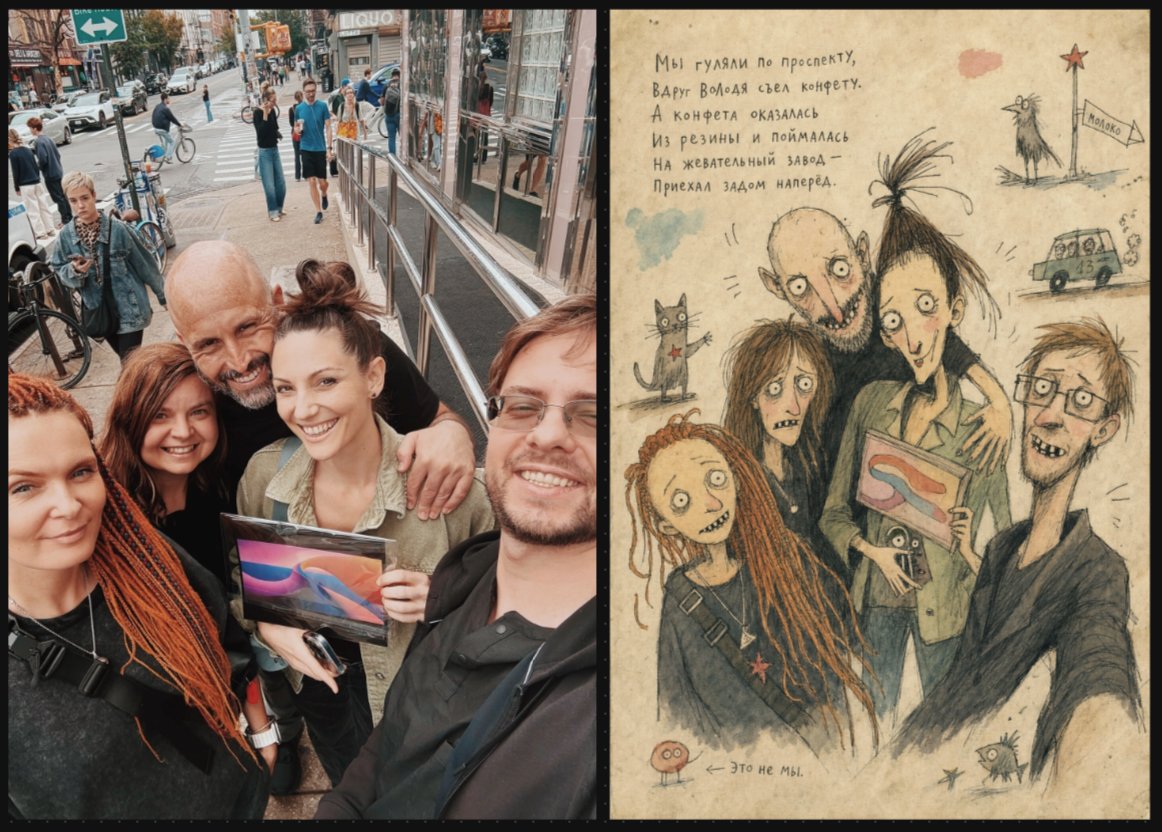 LIQUO
Мы гуляли по проспекту,
Вдруг Володя съел конфету.
А конфета оказалась
Из резины и поймалась
На жевательный завод —
Приехал задом наперёд.
МОЛОКО
43
← Это не мы.